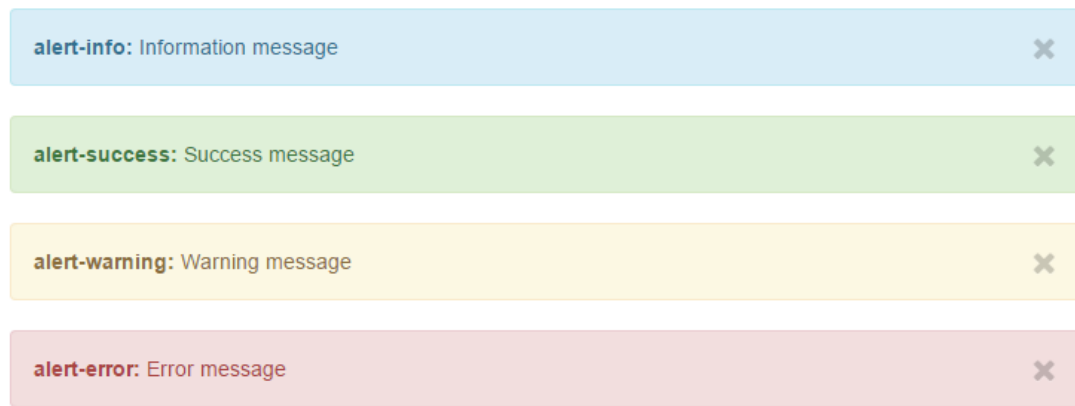 alert-info: Information message
alert-success: Success message
alert-warning: Warning message
alert-error: Error message